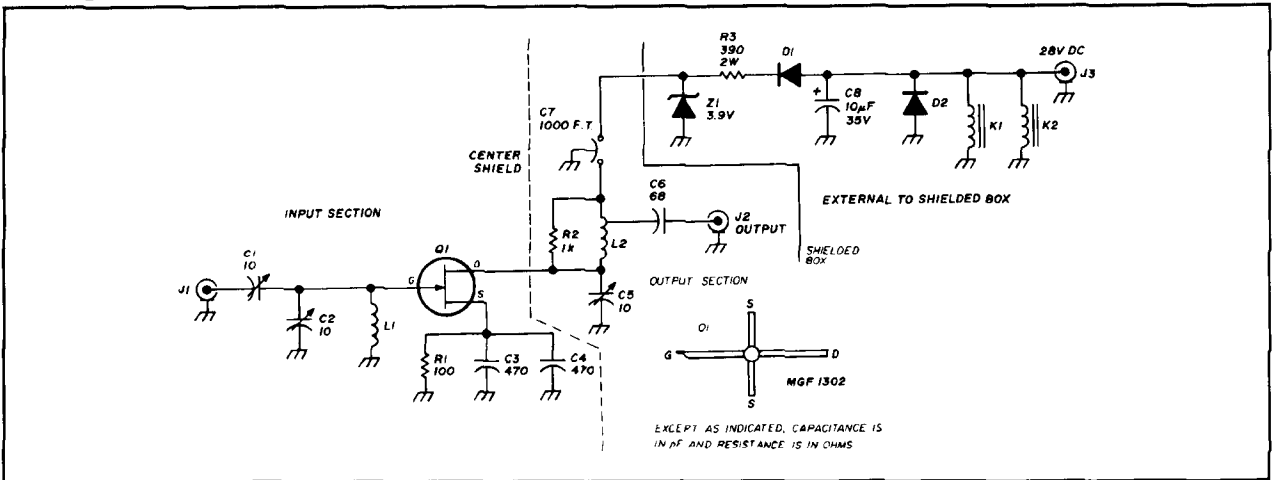 R3
390
2W
D1
28V DC
J3
C7
1000 F.T.
Z1
3.9V
+
C8
10µF
35V
D2
K1
K2
CENTER
SHIELD
C6
68
EXTERNAL TO SHIELDED BOX
INPUT SECTION
R2
1k
L2
J2
OUTPUT
SHIELDED
BOX
Q1
C1
10
D
G
S
C5
10
OUTPUT SECTION
J1
C2
10
L1
R1
100
C3
470
C4
470
S
Q1
G
D
MGF 1302
S
EXCEPT AS INDICATED, CAPACITANCE IS
IN pF AND RESISTANCE IS IN OHMS